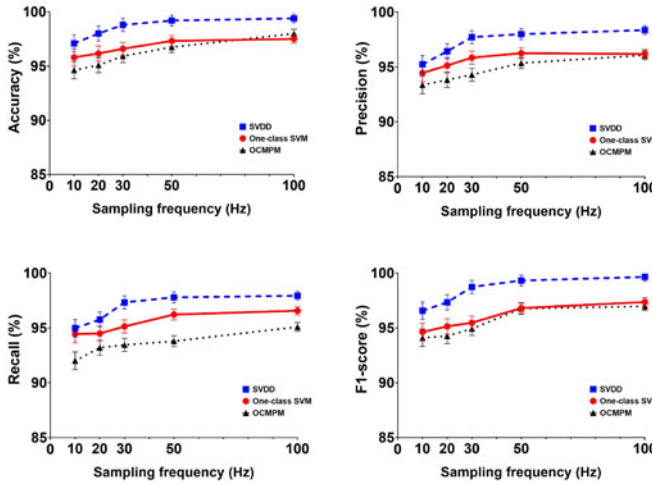 Accuracy (%)
100
95
90
85
0 10 20 30 50 100
Sampling frequency (Hz)
SVDD
One-class SVM
OCMPM
Precision (%)
100
95
90
85
0 10 20 30 50 100
Sampling frequency (Hz)
SVDD
One-class SV
OCMPM
Recall (%)
100
95
90
85
0 10 20 30 50 100
Sampling frequency (Hz)
SVDD
One-class SVM
OCMPM
F1-score (%)
100
95
90
85
0 10 20 30 50 100
Sampling frequency (Hz)
SVDD
One-class SV
OCMPM